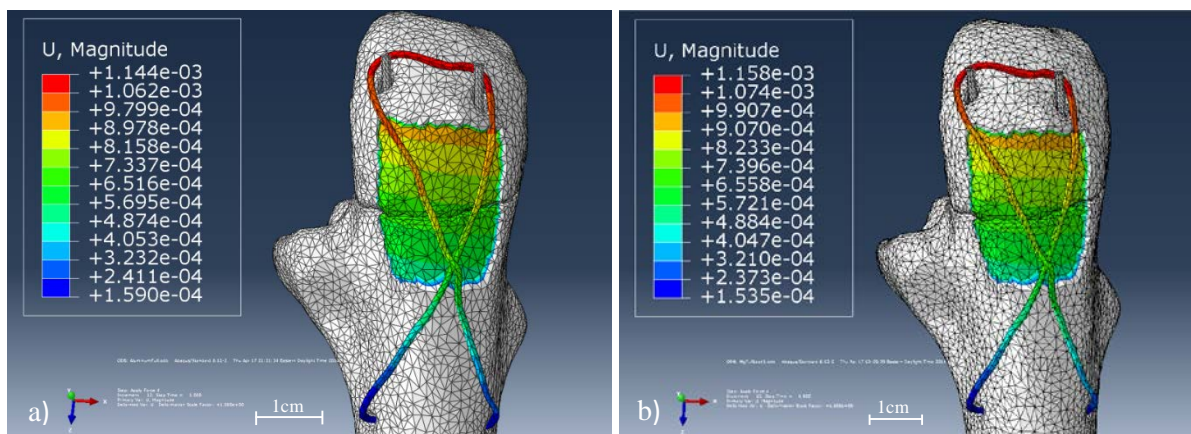 U, Magnitude
+1.144e-03
+1.062e-03
+9.799e-04
+8.978e-04
+8.158e-04
+7.337e-04
+6.516e-04
+5.695e-04
+4.874e-04
+4.053e-04
+3.232e-04
+2.411e-04
+1.590e-04
a)
1cm
U, Magnitude
+1.158e-03
+1.074e-03
+9.907e-04
+9.070e-04
+8.233e-04
+7.396e-04
+6.558e-04
+5.721e-04
+4.884e-04
+4.047e-04
+3.210e-04
+2.373e-04
+1.535e-04
b)
1cm